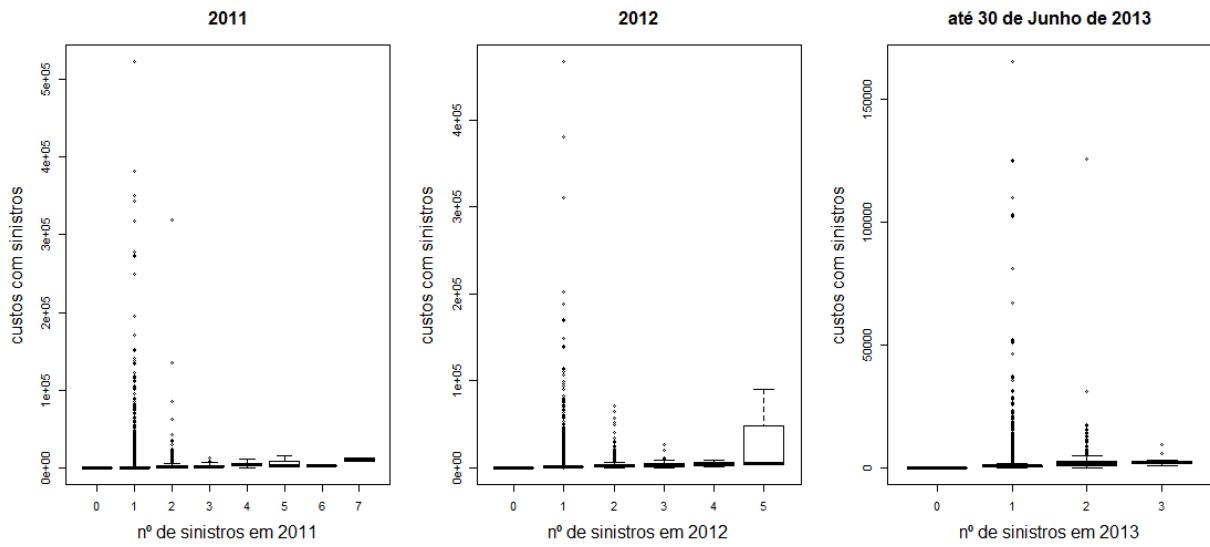 2011
custos com sinistros
0e+00 1e+05 2e+05 3e+05 4e+05 5e+05
0 1 2 3 4 5 6 7
nº de sinistros em 2011
2012
custos com sinistros
0e+00 1e+05 2e+05 3e+05 4e+05
0 1 2 3 4 5
nº de sinistros em 2012
até 30 de Junho de 2013
custos com sinistros
0 50000 100000 150000
0 1 2 3
nº de sinistros em 2013